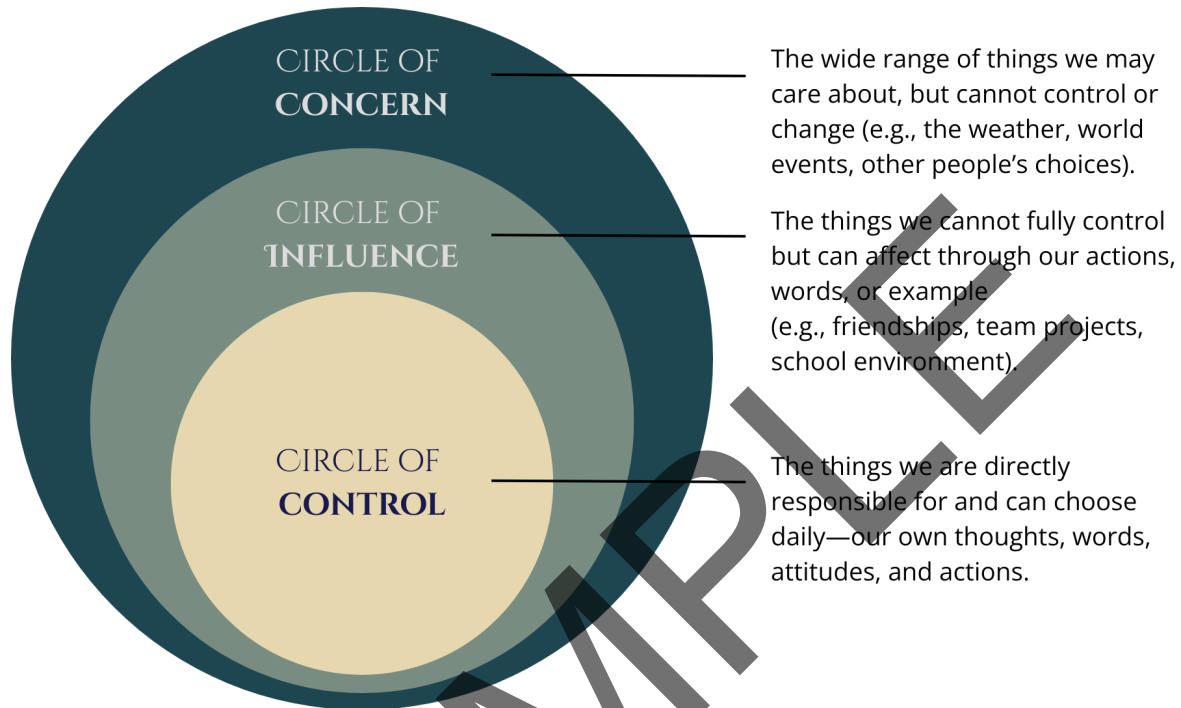 CIRCLE OF
CONCERN
The wide range of things we may
care about, but cannot control or
change (e.g., the weather, world
events, other people’s choices).
CIRCLE OF
INFLUENCE
The things we cannot fully control
but can affect through our actions,
words, or example
(e.g., friendships, team projects,
school environment).
CIRCLE OF
CONTROL
The things we are directly
responsible for and can choose
daily—our own thoughts, words,
attitudes, and actions.
MPLE